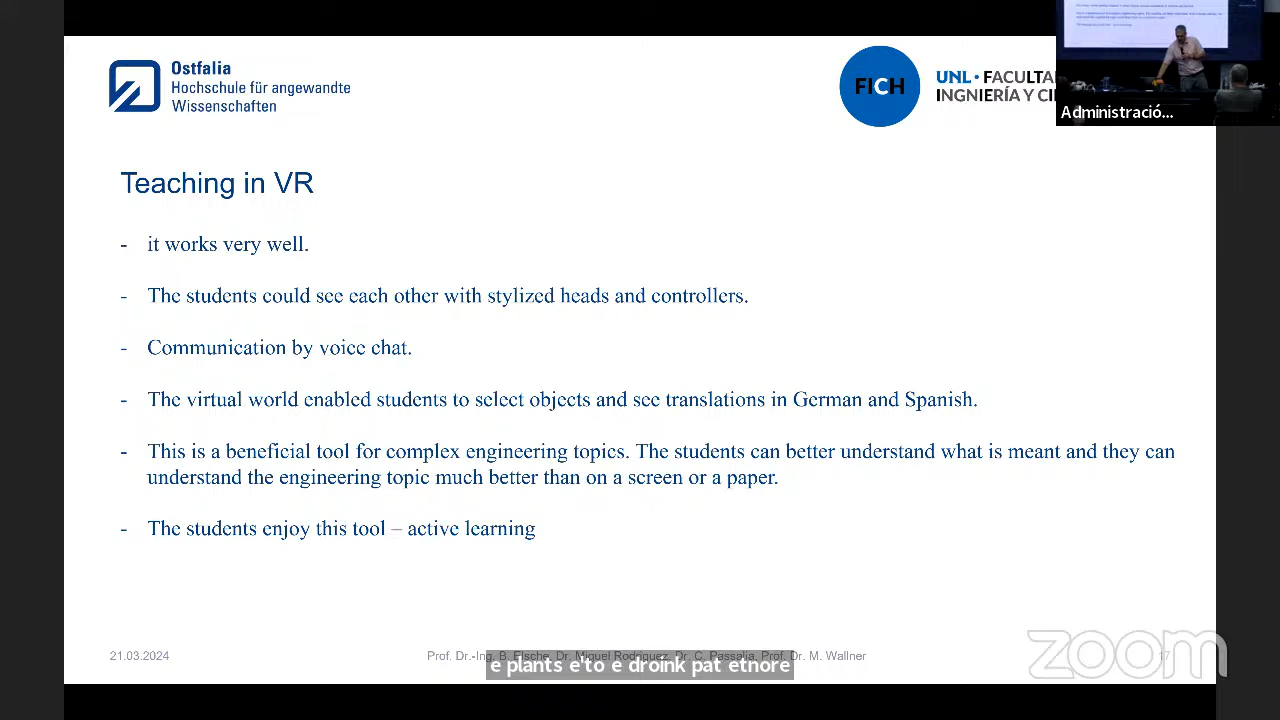 Ostfalia
Hochschule für angewandte
Wissenschaften
FICH
UNL · FACULTA
INGNIERÍA Y CI
Administració...
Teaching in VR
- it works very well.
- The students could see each other with stylized heads and controllers.
- Communication by voice chat.
- The virtual world enabled students to select objects and see translations in German and Spanish.
- This is a beneficial tool for complex engineering topics. The students can better understand what is meant and they can
understand the engineering topic much better than on a screen or a paper.
- The students enjoy this tool – active learning
21.03.2024
Prof. Dr.-Ing. B. Elsche, Dr. Miguel Rodriguez, Dr. C. Passalia, Prof. Dr. M. Wallner
17
e plants e'to e droink pat ethore
zoom